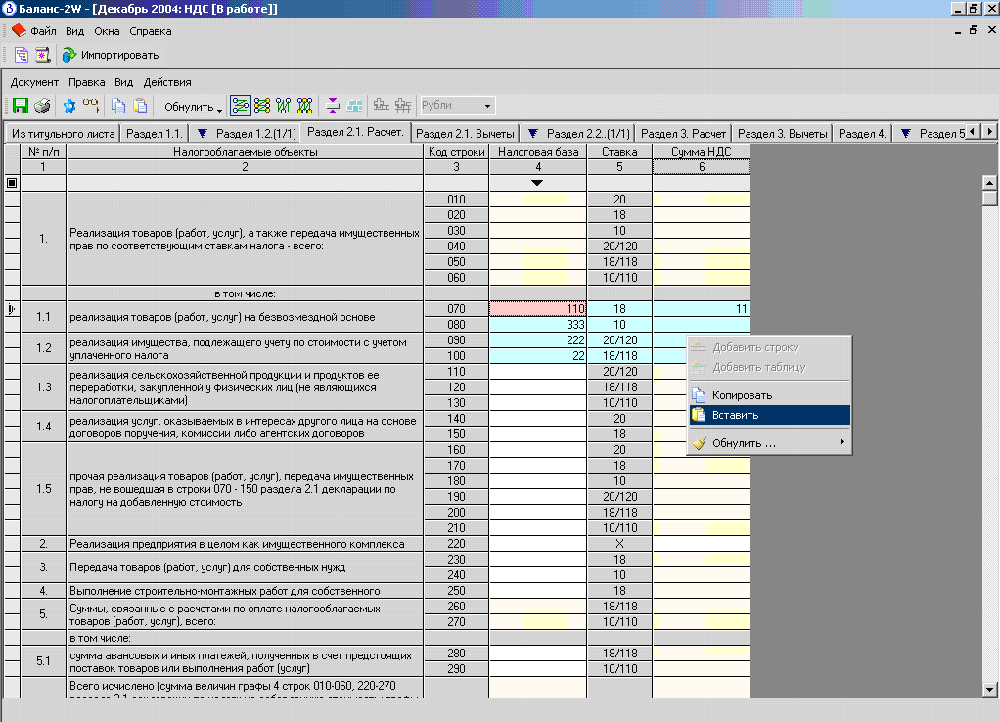 Баланс-2W - [Декабрь 2004: НДС [В работе]]
Файл Вид Окна Справка
Импортировать
Документ Правка Вид Действия
Обнулить Рубли
Из титульного листа Раздел 1.1. Раздел 1.2.(1/1) Раздел 2.1. Расчет. Раздел 2.1. Вычеты Раздел 2.2..(1/1) Раздел 3. Расчет Раздел 3. Вычеты Раздел 4. Раздел 5
№ п/п Налогооблагаемые объекты Код строки Налоговая база Ставка Сумма НДС
1 2 3 4 5 6
010 20
020 18
1. Реализация товаров (работ, услуг), а также передача имущественных
прав по соответствующим ставкам налога - всего:
030 10
040 20/120
050 18/118
060 10/110
в том числе:
1.1 реализация товаров (работ, услуг) на безвозмездной основе
070 110 18 11
080 333 10
1.2 реализация имущества, подлежащего учету по стоимости с учетом
уплаченного налога
090 222 20/120
100 22 18/118
1.3 реализация сельскохозяйственной продукции и продуктов ее
переработки, закупленной у физических лиц (не являющихся
налогоплательщиками)
110 20/120
120 18/118
130 10/110
1.4 реализация услуг, оказываемых в интересах другого лица на основе
договоров поручения, комиссии либо агентских договоров
140 20
150 18
160 20
170 18
1.5 прочая реализация товаров (работ, услуг), передача имущественных
прав, не вошедшая в строки 070 - 150 раздела 2.1 декларации по
налогу на добавленную стоимость
180 10
190 20/120
200 18/118
210 10/110
2. Реализация предприятия в целом как имущественного комплекса 220 X
3. Передача товаров (работ, услуг) для собственных нужд
230 18
240 10
4. Выполнение строительно-монтажных работ для собственного 250 18
5. Суммы, связанные с расчетами по оплате налогооблагаемых
товаров (работ, услуг), всего:
260 18/118
270 10/110
в том числе:
5.1 сумма авансовых и иных платежей, полученных в счет предстоящих
поставок товаров или выполнения работ (услуг)
280 18/118
290 10/110
Всего исчислено (сумма величин графы 4 строк 010-060, 220-270
Добавить строку
Добавить таблицу
Копировать
Вставить
Обнулить ...